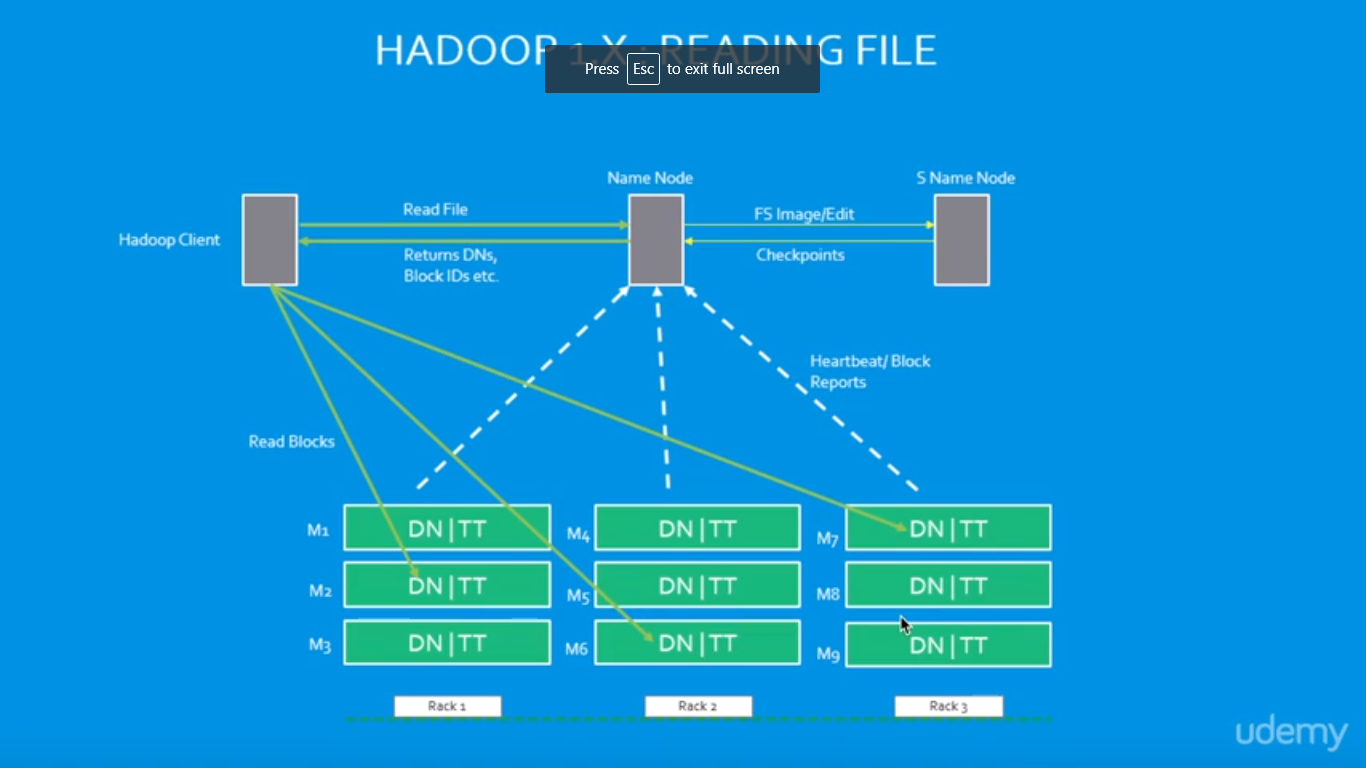 HADOOP 1.X : READING FILE
Press Esc to exit full screen
Name Node
S Name Node
Read File
FS Image/Edit
Hadoop Client
Returns DNs,
Block IDs etc.
Checkpoints
Heartbeat/ Block
Reports
Read Blocks
M1 DN|TT M4 DN|TT M7 DN|TT
M2 DN|TT M5 DN|TT M8 DN|TT
M3 DN|TT M6 DN|TT M9 DN|TT
Rack 1 Rack 2 Rack 3
udemy